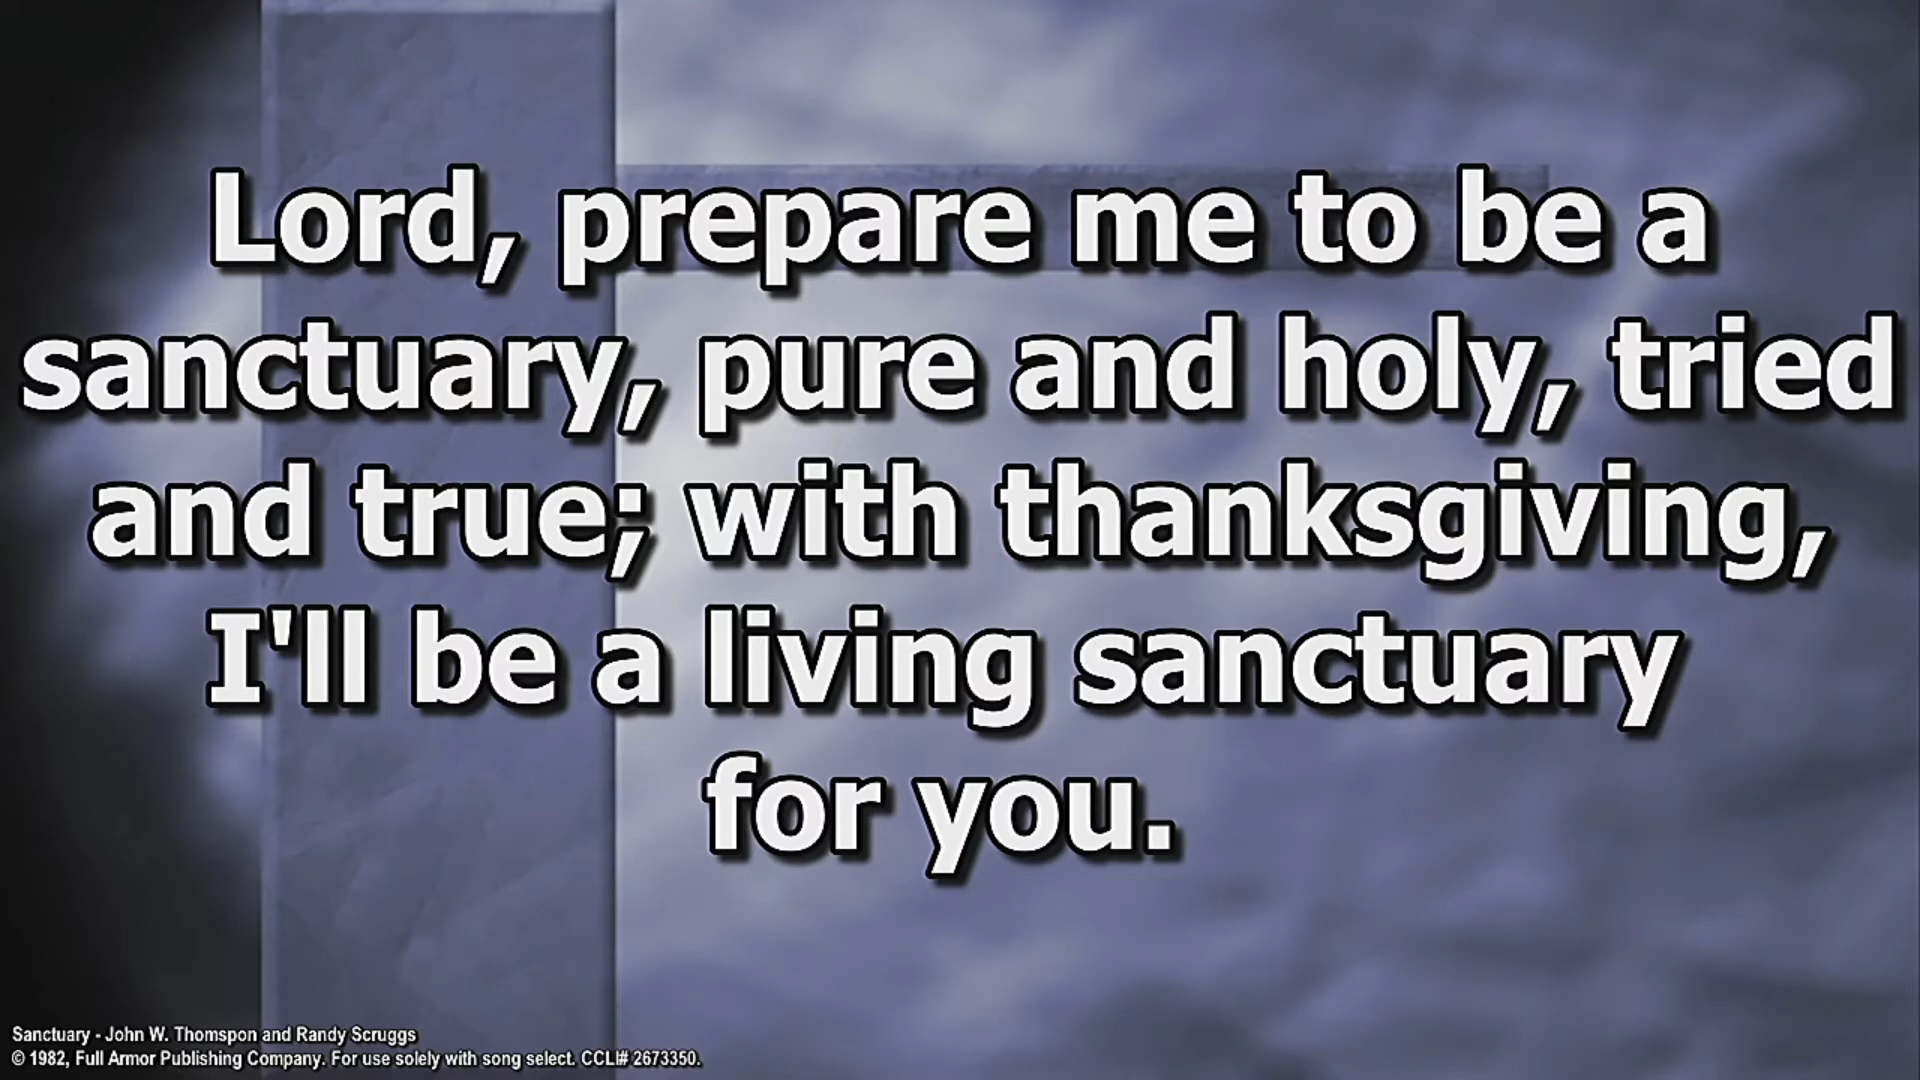 Lord, prepare me to be a
sanctuary, pure and holy, tried
and true; with thanksgiving,
I'll be a living sanctuary
for you.
Sanctuary - John W. Thomspon and Randy Scruggs
© 1982, Full Armor Publishing Company. For use solely with song select. CCLI# 2673350.